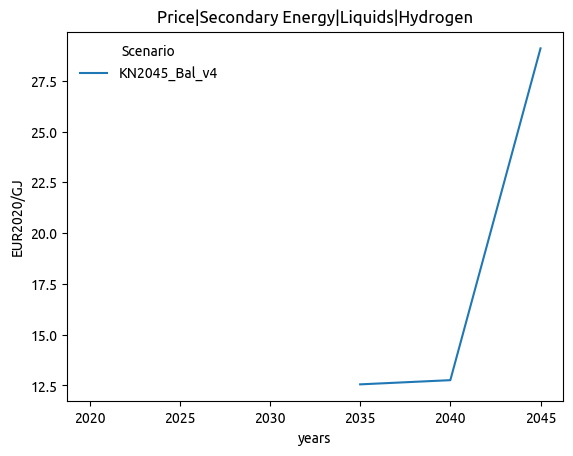 Price|Secondary Energy|Liquids|Hydrogen
Scenario
KN2045_Bal_v4
27.5
25.0
22.5
20.0
17.5
15.0
12.5
EUR2020/GJ
2020 2025 2030 2035 2040 2045
years